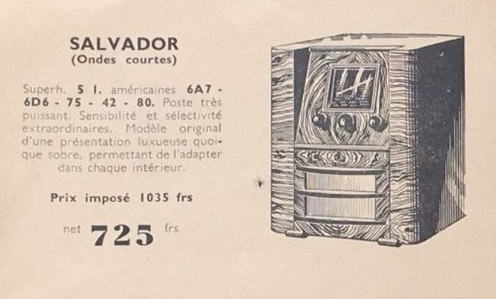 SALVADOR
(Ondes courtes)
Superh. 5 l. américaines 6A7 -
6D6 - 75 - 42 - 80. Poste très
puissant. Sensibilité et sélectivité
extraordinaires. Modèle original
d'une présentation luxueuse quoi-
que sobre, permettant de l'adapter
dans chaque intérieur.
Prix imposé 1035 frs
net 725 frs